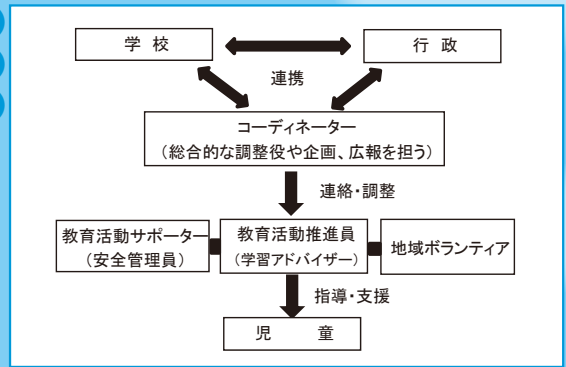 学 校
行 政
連携
コーディネーター
(総合的な調整役や企画、広報を担う)
連絡・調整
教育活動サポーター
(安全管理員)
教育活動推進員
(学習アドバイザー)
地域ボランティア
指導・支援
児 童